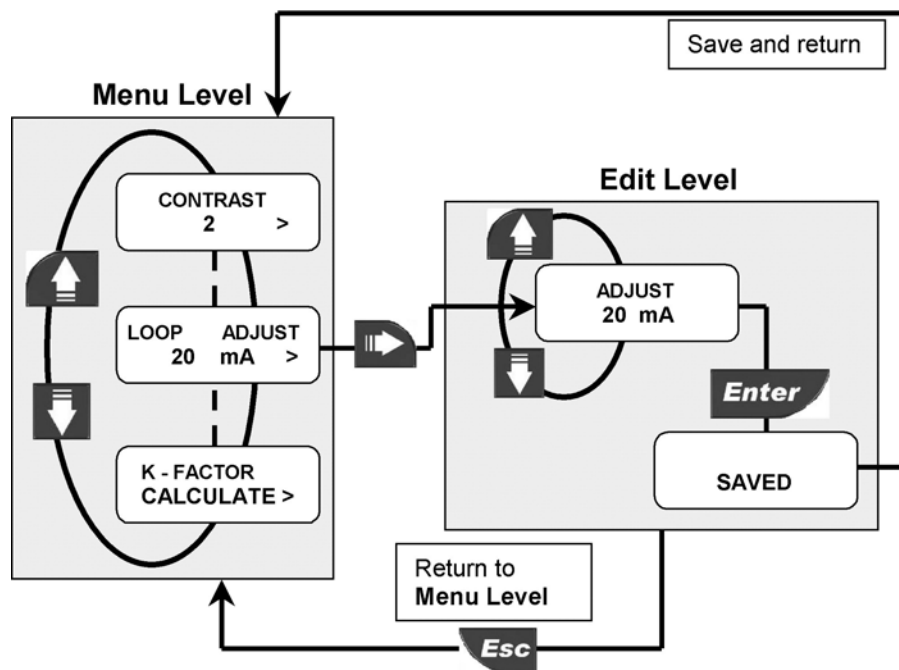 Save and return
Menu Level
CONTRAST
2 >
LOOP ADJUST
20 mA >
K - FACTOR
CALCULATE >
Edit Level
ADJUST
20 mA
Enter
SAVED
Return to
Menu Level
Esc